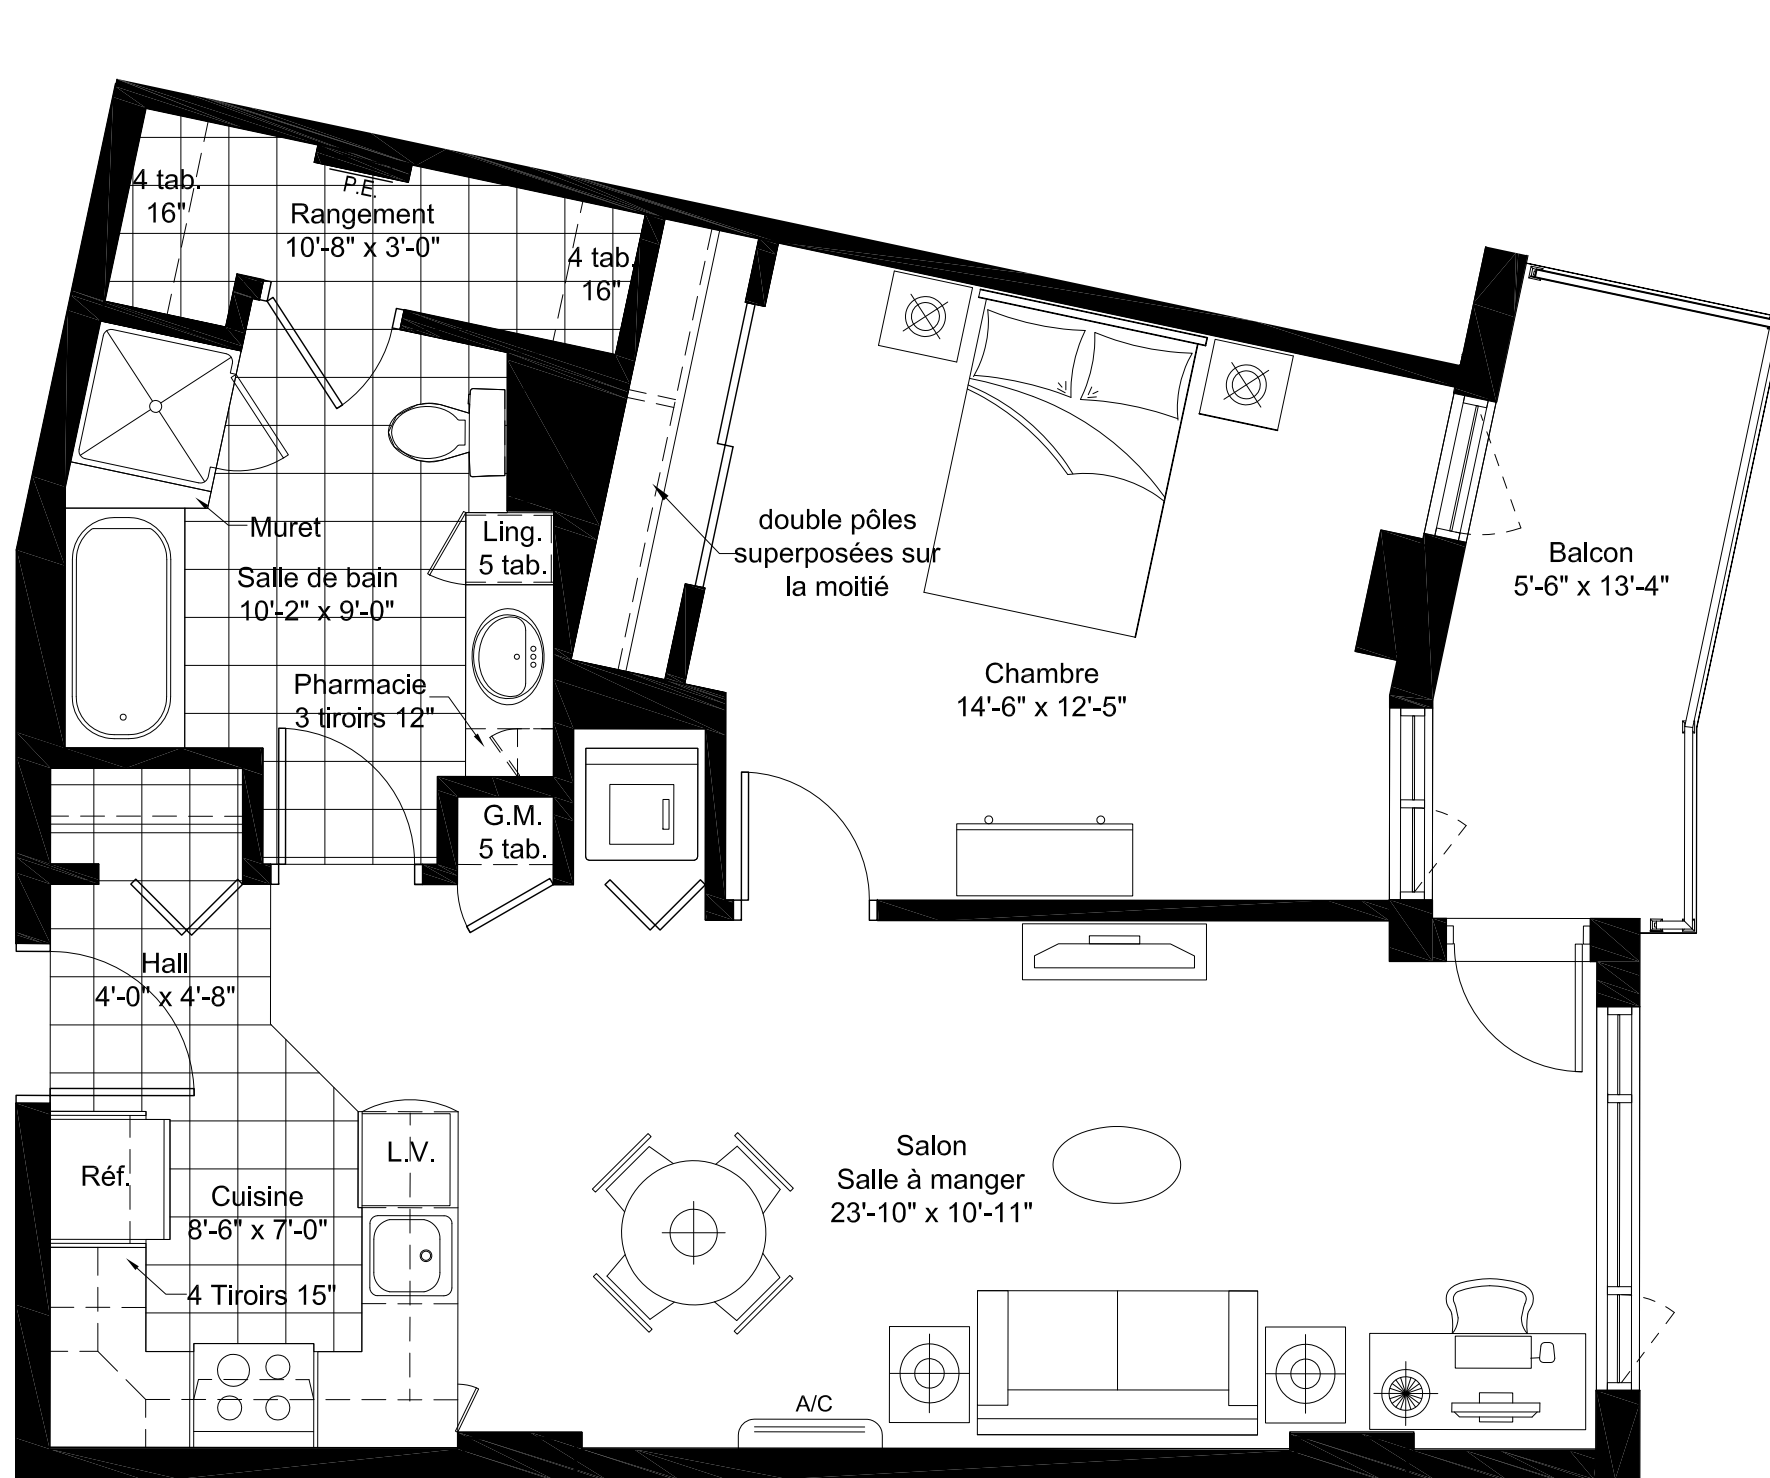 4 tab.
16"
P.E.
Rangement
10'-8" x 3'-0"
4 tab.
16"
Muret
Salle de bain
10'-2" x 9'-0"
Ling.
5 tab.
Pharmacie
3 tiroirs 12"
double pôles
superposées sur
la moitié
Chambre
14'-6" x 12'-5"
Balcon
5'-6" x 13'-4"
G.M.
5 tab.
Hall
4'-0" x 4'-8"
Réf.
L.V.
Cuisine
8'-6" x 7'-0"
4 Tiroirs 15"
Salon
Salle à manger
23'-10" x 10'-11"
A/C